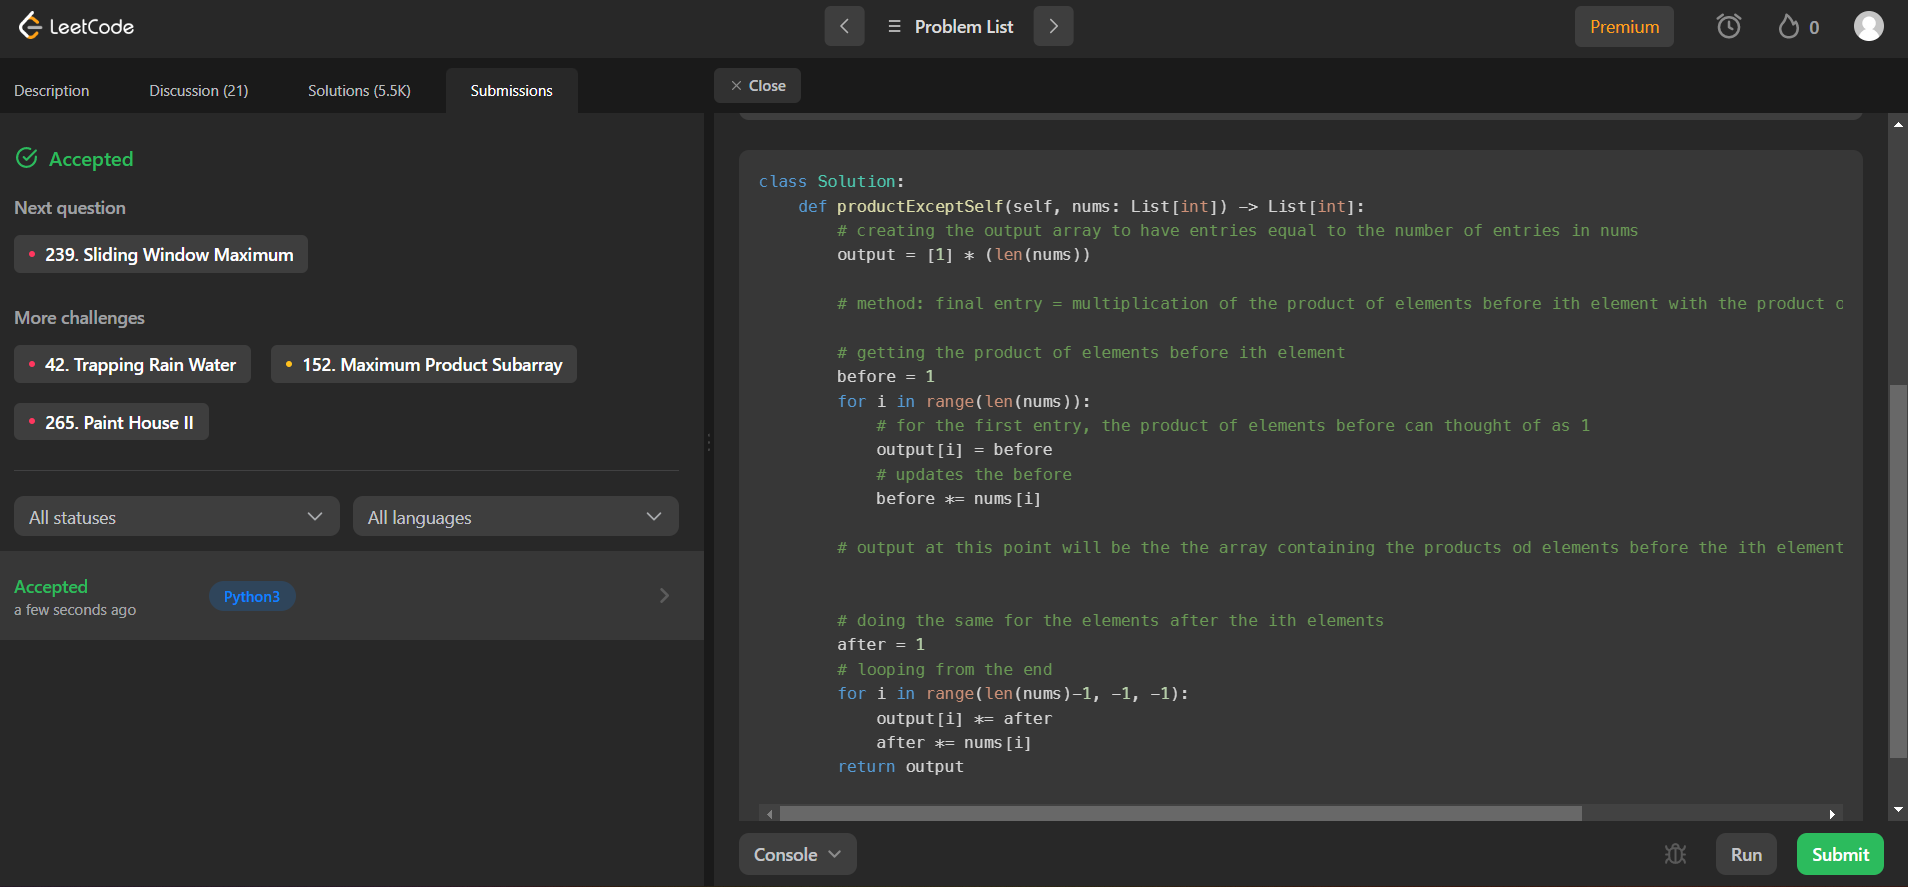 LeetCode
Problem List
Premium
0
Description
Discussion (21)
Solutions (5.5K)
Submissions
Close
Accepted
Next question
239. Sliding Window Maximum
More challenges
42. Trapping Rain Water
152. Maximum Product Subarray
265. Paint House II
All statuses
All languages
Accepted
a few seconds ago
Python3
class Solution:
    def productExceptSelf(self, nums: List[int]) -> List[int]:
        # creating the output array to have entries equal to the number of entries in nums
        output = [1] * (len(nums))
        # method: final entry = multiplication of the product of elements before ith element with the product
        # getting the product of elements before ith element
        before = 1
        for i in range(len(nums)):
            # for the first entry, the product of elements before can thought of as 1
            output[i] = before
            # updates the before
            before *= nums[i]
        # output at this point will be the the array containing the products od elements before the ith element
        # doing the same for the elements after the ith elements
        after = 1
        # looping from the end
        for i in range(len(nums)-1, -1, -1):
            output[i] *= after
            after *= nums[i]
        return output
Console
Run
Submit